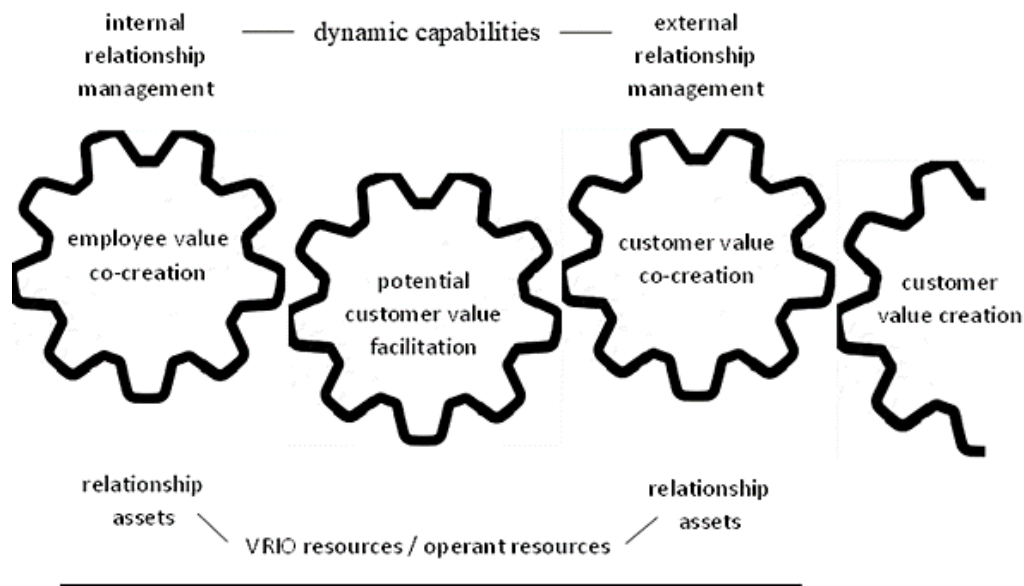 internal
relationship
management
dynamic capabilities
external
relationship
management
employee value
co-creation
potential
customer value
facilitation
customer value
co-creation
customer
value creation
relationship
assets
VRIO resources / operant resources
relationship
assets